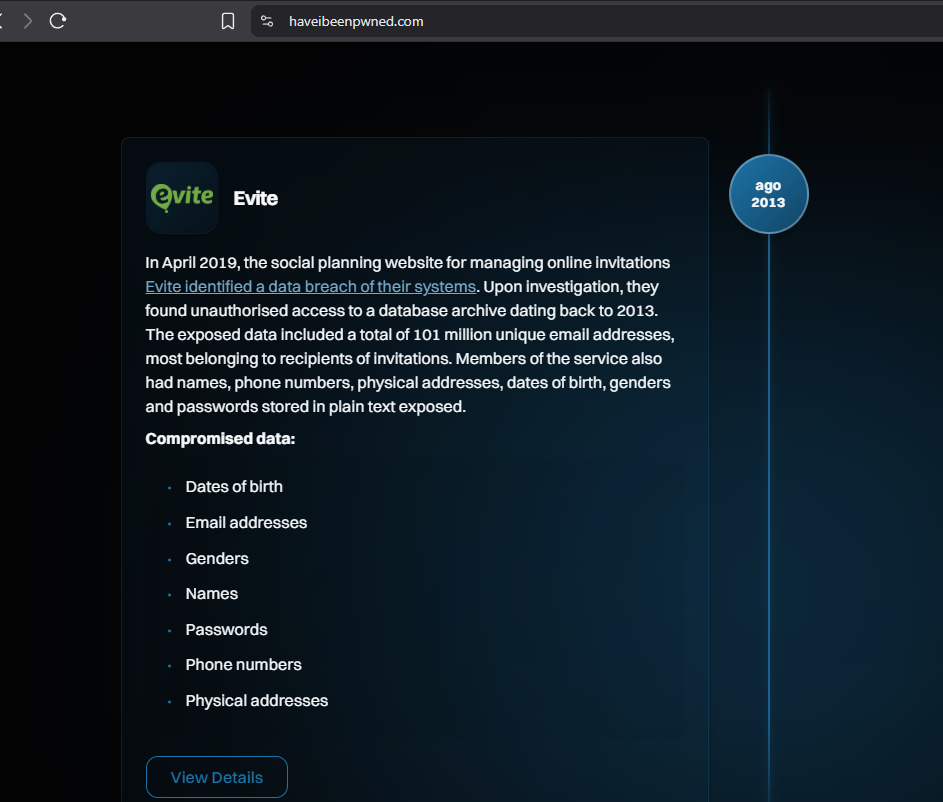 haveibeenpwned.com
evite
Evite
ago
2013
In April 2019, the social planning website for managing online invitations
Evite identified a data breach of their systems. Upon investigation, they
found unauthorised access to a database archive dating back to 2013.
The exposed data included a total of 101 million unique email addresses,
most belonging to recipients of invitations. Members of the service also
had names, phone numbers, physical addresses, dates of birth, genders
and passwords stored in plain text exposed.
Compromised data:
Dates of birth
Email addresses
Genders
Names
Passwords
Phone numbers
Physical addresses
View Details